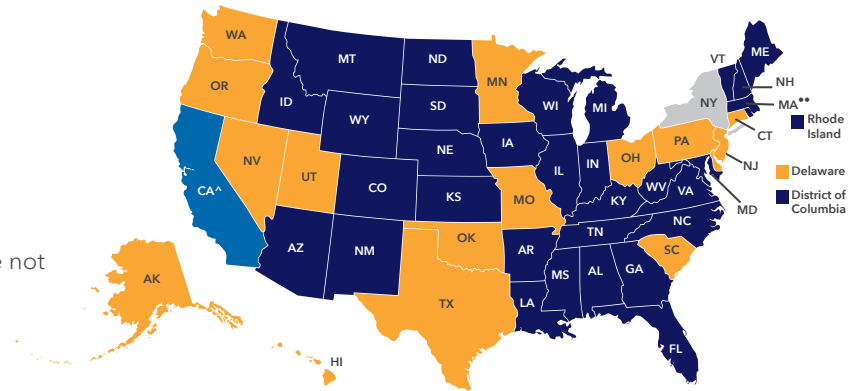 WA
MT
ND
MN
VT
ME
OR
ID
SD
WI
MI
NY
NH
MA••
Rhode
Island
WY
IA
CT
NE
PA
NV
UT
IL
IN
OH
NJ
Delaware
CA^
CO
KS
MO
WV
VA
District of
Columbia
KY
MD
NC
TN
AZ
NM
OK
AR
SC
e not
MS
AL
GA
AK
TX
LA
FL
HI